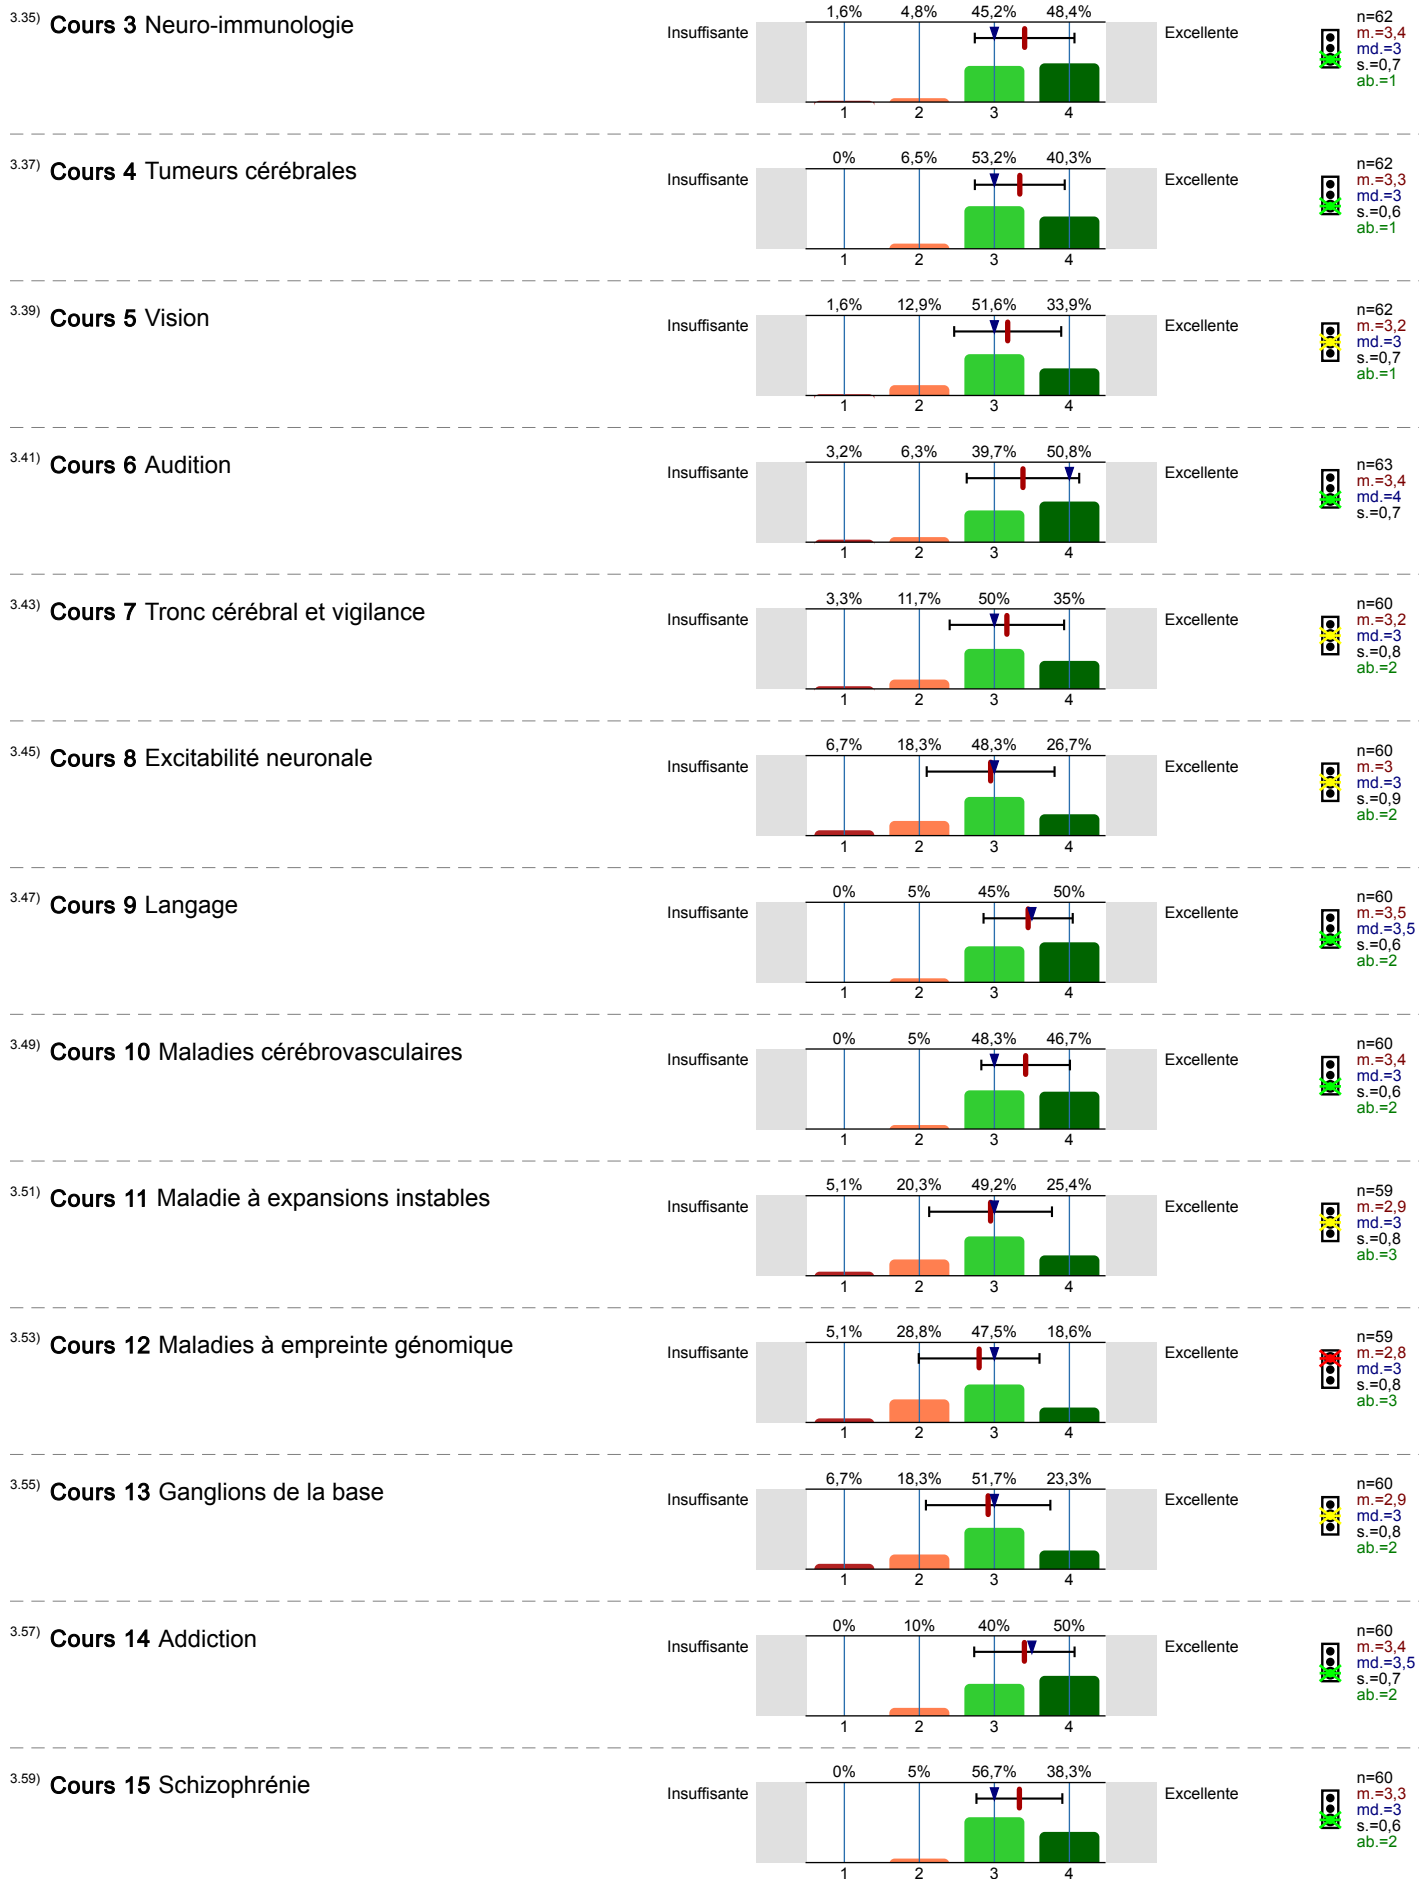 3.35) Cours 3 Neuro-immunologie
1,6% 4,8% 45,2% 48,4%
Insuffisante Excellente
1 2 3 4
n=62
m.=3,4
md.=3
s.=0,7
ab.=1
3.37) Cours 4 Tumeurs cérébrales
0% 6,5% 53,2% 40,3%
Insuffisante Excellente
1 2 3 4
n=62
m.=3,3
md.=3
s.=0,6
ab.=1
3.39) Cours 5 Vision
1,6% 12,9% 51,6% 33,9%
Insuffisante Excellente
1 2 3 4
n=62
m.=3,2
md.=3
s.=0,7
ab.=1
3.41) Cours 6 Audition
3,2% 6,3% 39,7% 50,8%
Insuffisante Excellente
1 2 3 4
n=63
m.=3,4
md.=4
s.=0,7
3.43) Cours 7 Tronc cérébral et vigilance
3,3% 11,7% 50% 35%
Insuffisante Excellente
1 2 3 4
n=60
m.=3,2
md.=3
s.=0,8
ab.=2
3.45) Cours 8 Excitabilité neuronale
6,7% 18,3% 48,3% 26,7%
Insuffisante Excellente
1 2 3 4
n=60
m.=3
md.=3
s.=0,9
ab.=2
3.47) Cours 9 Langage
0% 5% 45% 50%
Insuffisante Excellente
1 2 3 4
n=60
m.=3,5
md.=3,5
s.=0,6
ab.=2
3.49) Cours 10 Maladies cérébrovasculaires
0% 5% 48,3% 46,7%
Insuffisante Excellente
1 2 3 4
n=60
m.=3,4
md.=3
s.=0,6
ab.=2
3.51) Cours 11 Maladie à expansions instables
5,1% 20,3% 49,2% 25,4%
Insuffisante Excellente
1 2 3 4
n=59
m.=2,9
md.=3
s.=0,8
ab.=3
3.53) Cours 12 Maladies à empreinte génomique
5,1% 28,8% 47,5% 18,6%
Insuffisante Excellente
1 2 3 4
n=59
m.=2,8
md.=3
s.=0,8
ab.=3
3.55) Cours 13 Ganglions de la base
6,7% 18,3% 51,7% 23,3%
Insuffisante Excellente
1 2 3 4
n=60
m.=2,9
md.=3
s.=0,8
ab.=2
3.57) Cours 14 Addiction
0% 10% 40% 50%
Insuffisante Excellente
1 2 3 4
n=60
m.=3,4
md.=3,5
s.=0,7
ab.=2
3.59) Cours 15 Schizophrénie
0% 5% 56,7% 38,3%
Insuffisante Excellente
1 2 3 4
n=60
m.=3,3
md.=3
s.=0,6
ab.=2